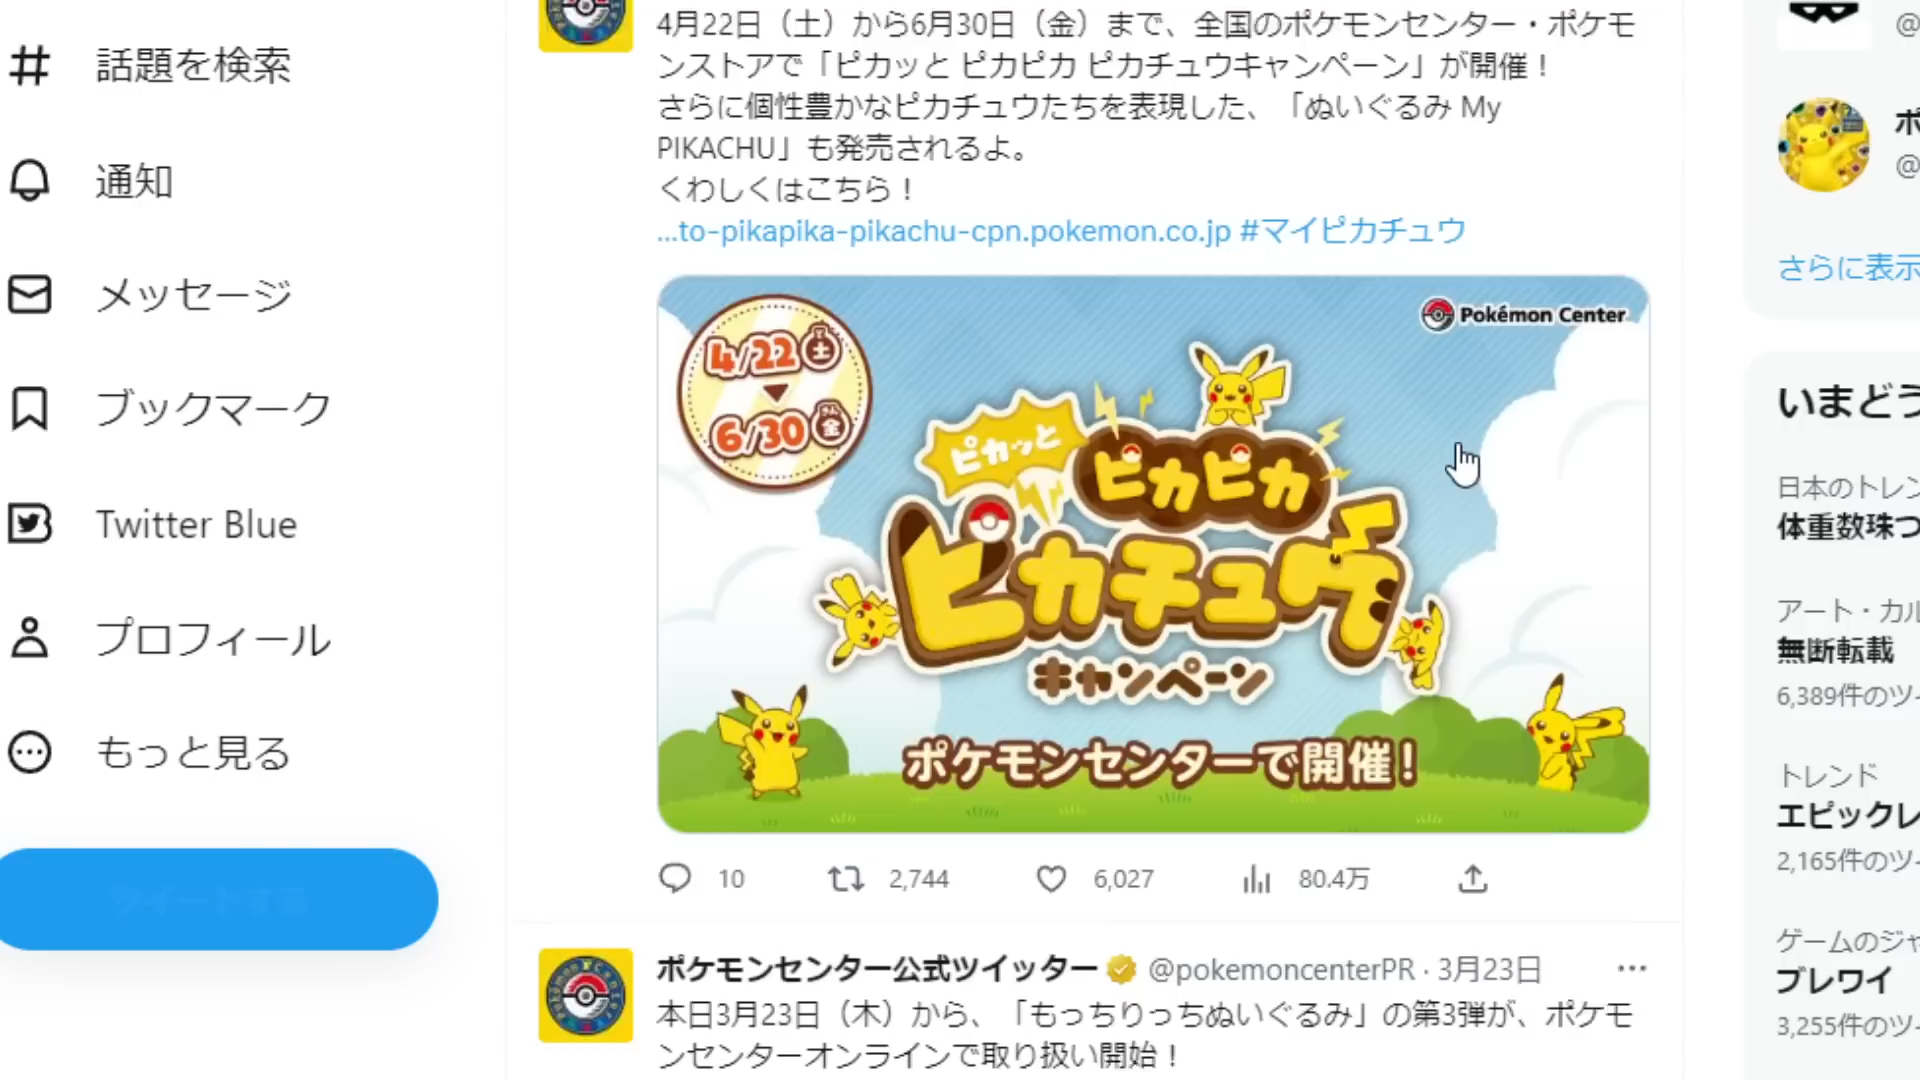 話題を検索
通知
メッセージ
ブックマーク
Twitter Blue
プロフィール
もっと見る
ツイートする
4月22日（土）から6月30日（金）まで、全国のポケモンセンター・ポケモ
ンストアで「ピカッと ピカピカ ピカチュウキャンペーン」が開催！
さらに個性豊かなピカチュウたちを表現した、「ぬいぐるみ My
PIKACHU」も発売されるよ。
くわしくはこちら！
…to-pikapika-pikachu-cpn.pokemon.co.jp #マイピカチュウ
4/22 土
6/30 金
Pokémon Center
ピカッと
ピカピカ
ピカチュウ
キャンペーン
ポケモンセンターで開催！
10 2,744 6,027 80.4万
ポケモンセンター公式ツイッター @pokemoncenterPR · 3月23日
本日3月23日（木）から、「もっちりっちぬいぐるみ」の第3弾が、ポケモ
ンセンターオンラインで取り扱い開始！
@
ポ
@
さらに表示
いまどう
日本のトレン
体重数珠つ
アート・カル
無断転載
6,389件のツイ
トレンド
エピックレ
2,165件のツイ
ゲームのジャ
ブレワイ
3,255件のツイ